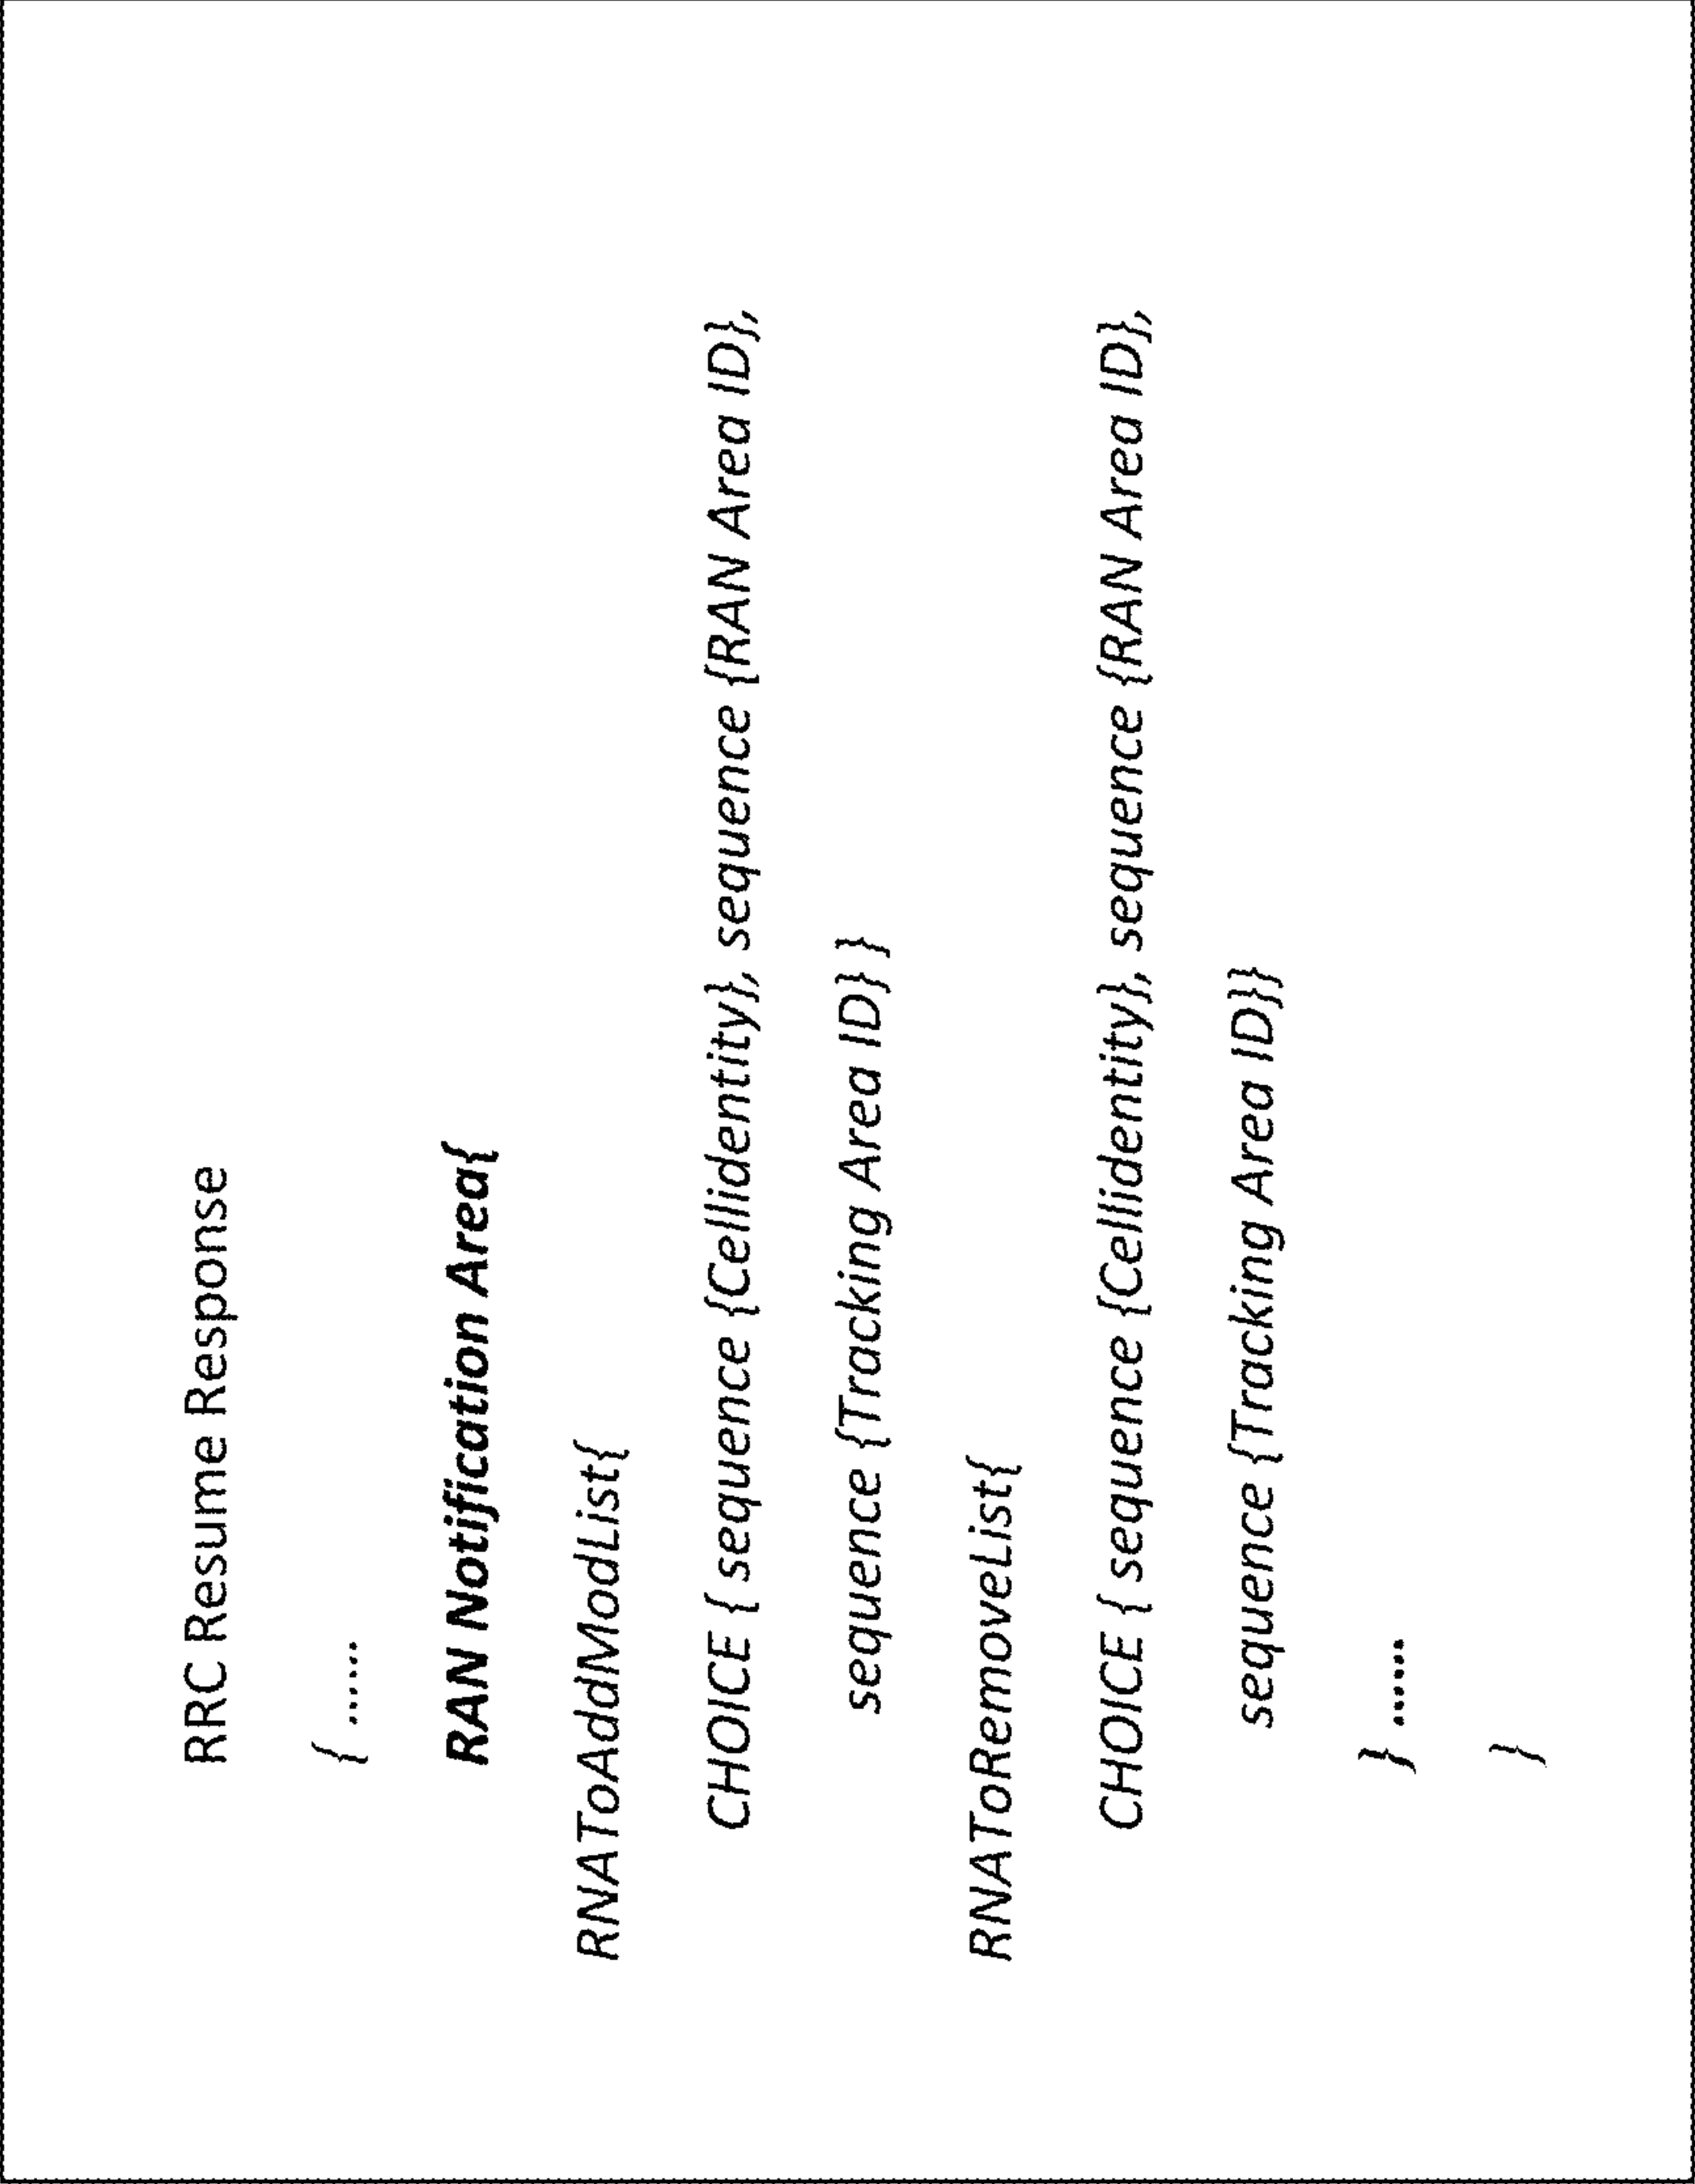 RRC Resume Response
{ ......
RAN Notification Area{
RNAToAddModList{
CHOICE { sequence {Cellidentity}, sequence {RAN Area ID},
sequence {Tracking Area ID} }
RNAToRemoveList{
CHOICE { sequence {Cellidentity}, sequence {RAN Area ID},
sequence {Tracking Area ID}}
} ......
}